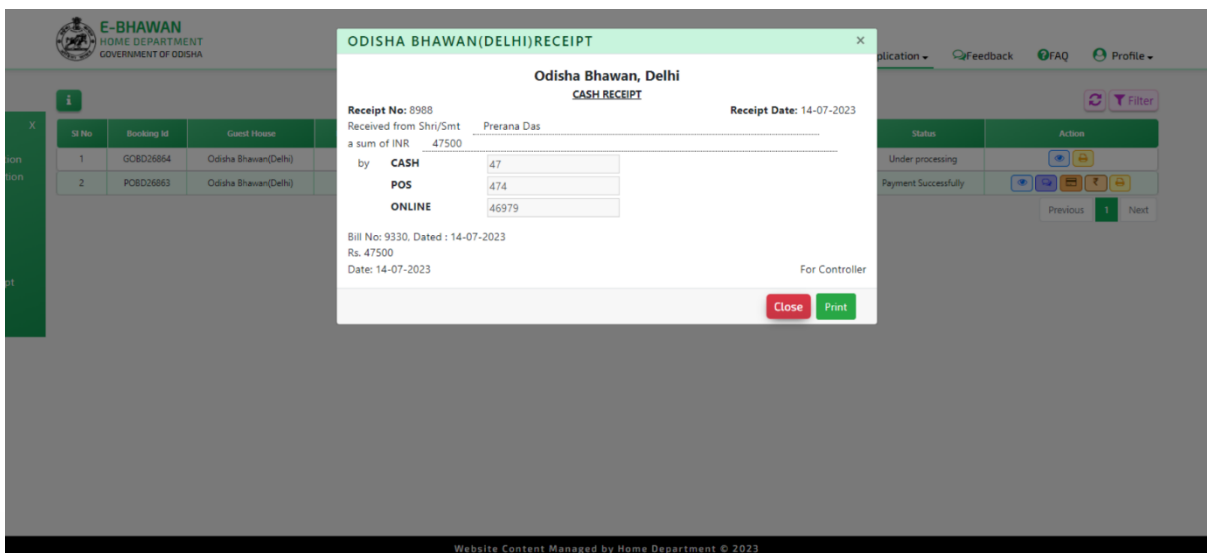 E-BHAWAN
HOME DEPARTMENT
GOVERNMENT OF ODISHA
plication
Feedback
FAQ
Profile
i
Filter
X
tion
tion
pt
Sl No Booking Id Guest House Status Action
1 GOBD26864 Odisha Bhawan(Delhi) Under processing
2 POBD26863 Odisha Bhawan(Delhi) Payment Successfully
Previous 1 Next
ODISHA BHAWAN(DELHI)RECEIPT ×
Odisha Bhawan, Delhi
CASH RECEIPT
Receipt No: 8988 Receipt Date: 14-07-2023
Received from Shri/Smt Prerana Das
a sum of INR 47500
by CASH 47
POS 474
ONLINE 46979
Bill No: 9330, Dated : 14-07-2023
Rs. 47500
Date: 14-07-2023 For Controller
Close Print
Website Content Managed by Home Department © 2023